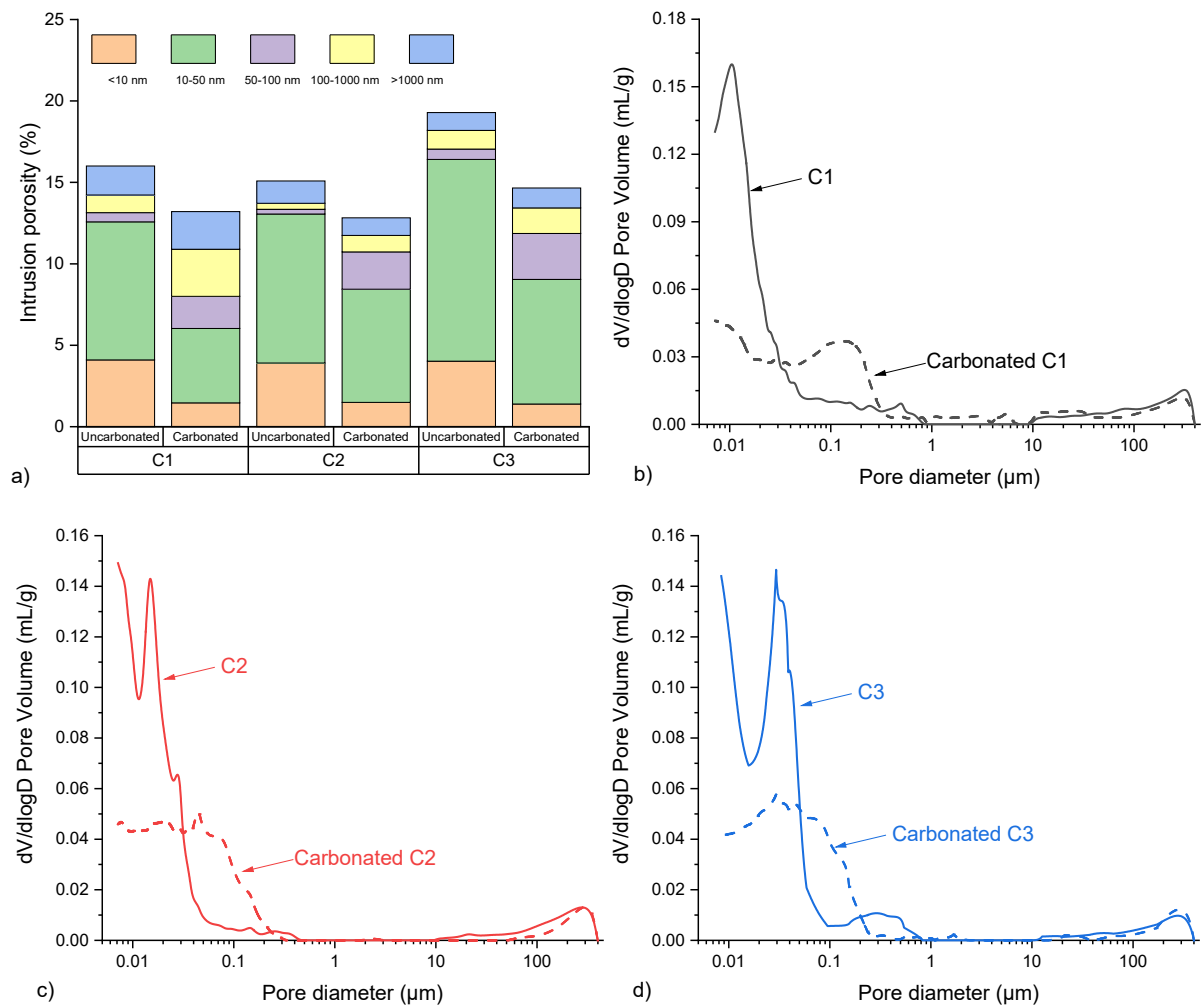 25
20
15
10
5
0
Intrusion porosity (%)
<10 nm 10-50 nm 50-100 nm 100-1000 nm >1000 nm
Uncarbonated Carbonated Uncarbonated Carbonated Uncarbonated Carbonated
C1 C2 C3
a)
0.18
0.15
0.12
0.09
0.06
0.03
0.00
dV/dlogD Pore Volume (mL/g)
C1
Carbonated C1
0.01 0.1 1 10 100
Pore diameter (µm)
b)
0.16
0.14
0.12
0.10
0.08
0.06
0.04
0.02
0.00
dV/dlogD Pore Volume (mL/g)
C2
Carbonated C2
0.01 0.1 1 10 100
Pore diameter (µm)
c)
0.16
0.14
0.12
0.10
0.08
0.06
0.04
0.02
0.00
dV/dlogD Pore Volume (mL/g)
C3
Carbonated C3
0.01 0.1 1 10 100
Pore diameter (µm)
d)